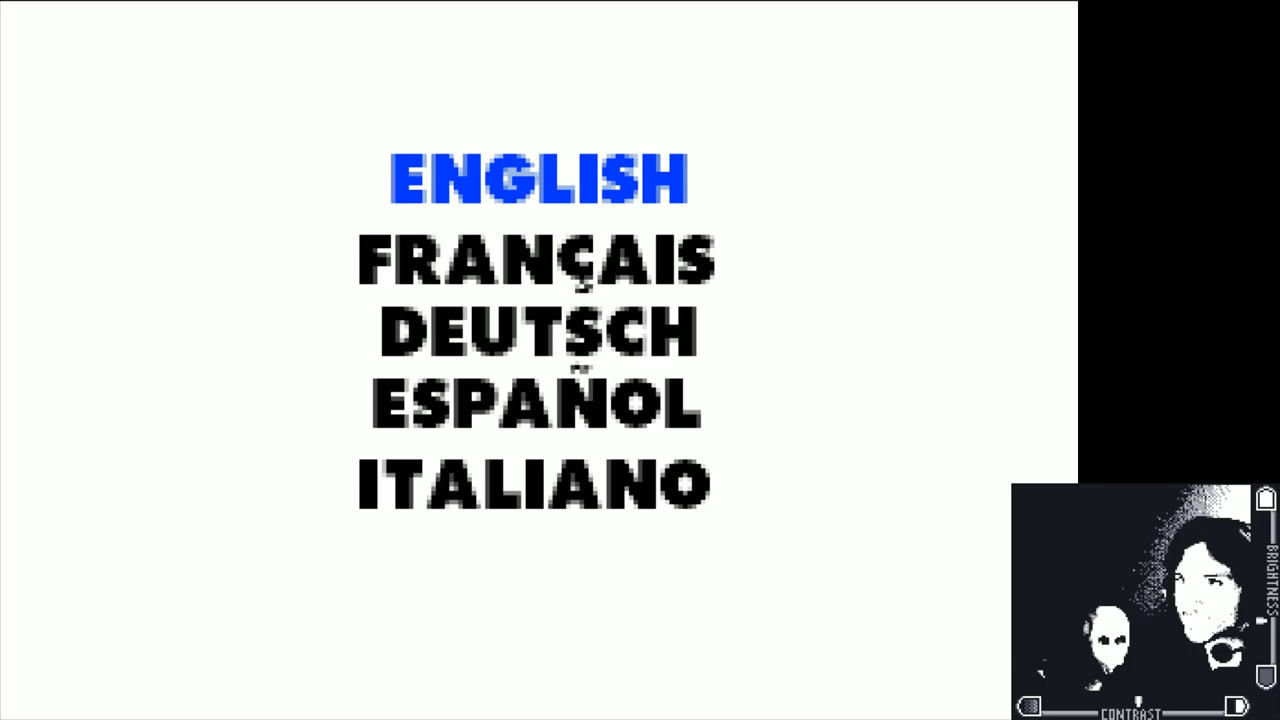 ENGLISH
FRANÇAIS
DEUTSCH
ESPAÑOL
ITALIANO
BRIGHTNESS
CONTRAST